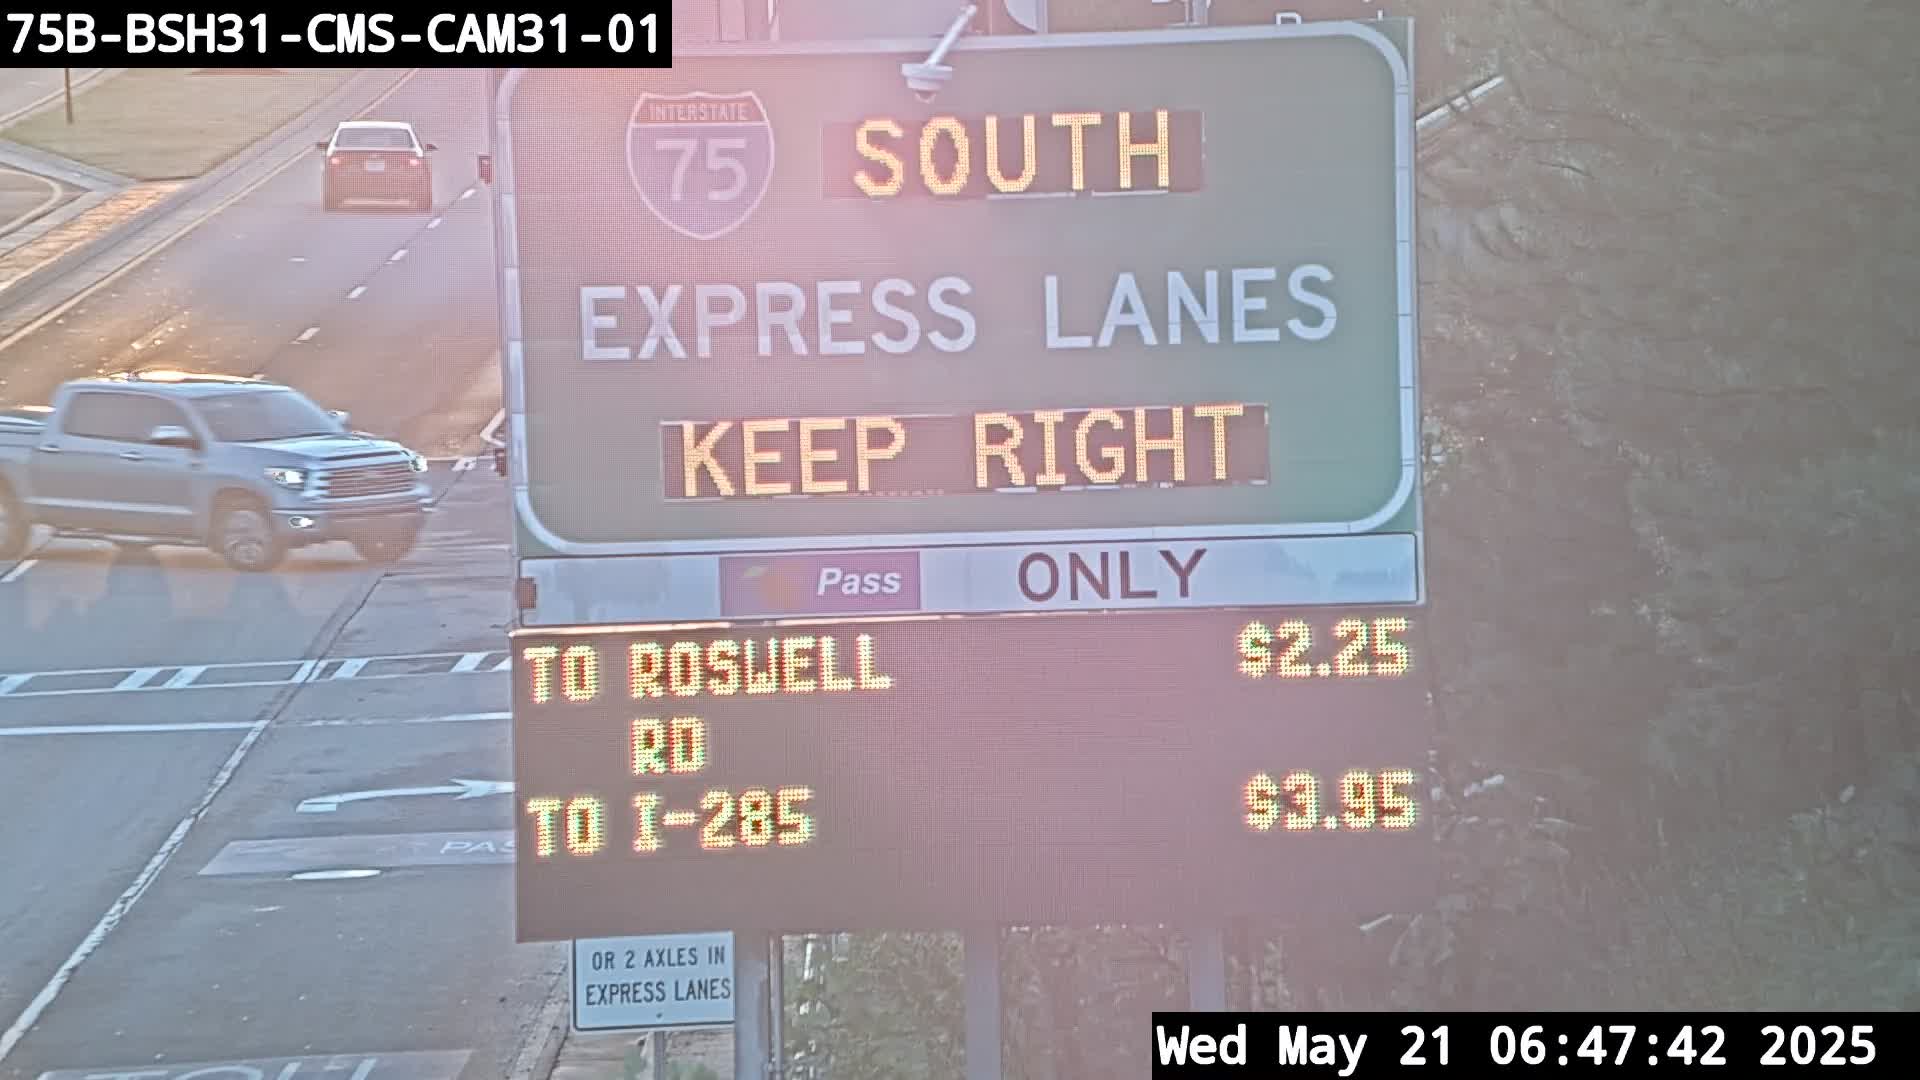 75B-BSH31-CMS-CAM31-01
INTERSTATE
75
SOUTH
EXPRESS LANES
KEEP RIGHT
Pass ONLY
TO ROSWELL $2.25
RD
TO I-285 $3.95
OR 2 AXLES IN
EXPRESS LANES
Wed May 21 06:47:42 2025